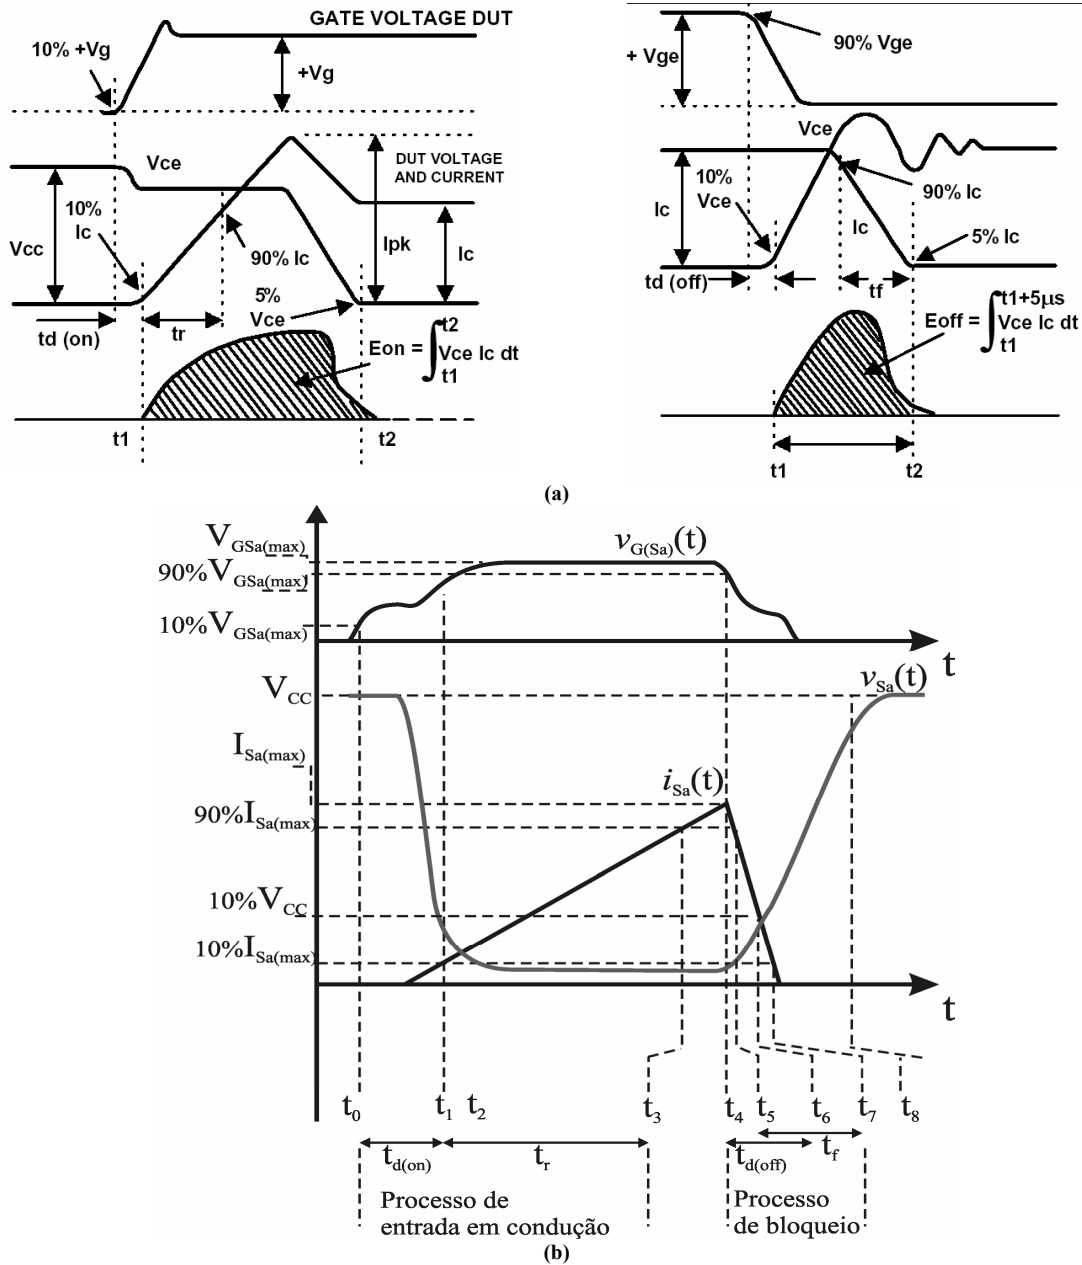 GATE VOLTAGE DUT
10% +Vg
+Vg
Vce
DUT VOLTAGE
AND CURRENT
10%
Ic
Vcc
90% Ic
Ipk
Ic
5%
Vce
td (on)
tr
Eon = ∫ t2 Vce Ic dt t1
t1
t2
90% Vge
+ Vge
Vce
10%
Vce
90% Ic
Ic
Ic
5% Ic
td (off)
tf
Eoff = ∫ t1+5µs Vce Ic dt t1
t1
t2
(a)
VGSa(max)
90%VGSa(max)
10%VGSa(max)
vG(Sa)(t)
t
VCC
vSa(t)
ISa(max)
iSa(t)
90%ISa(max)
10%VCC
10%ISa(max)
t
t0 t1 t2 t3 t4 t5 t6 t7 t8
td(on) tr td(off) tf
Processo de
entrada em condução
Processo
de bloqueio
(b)